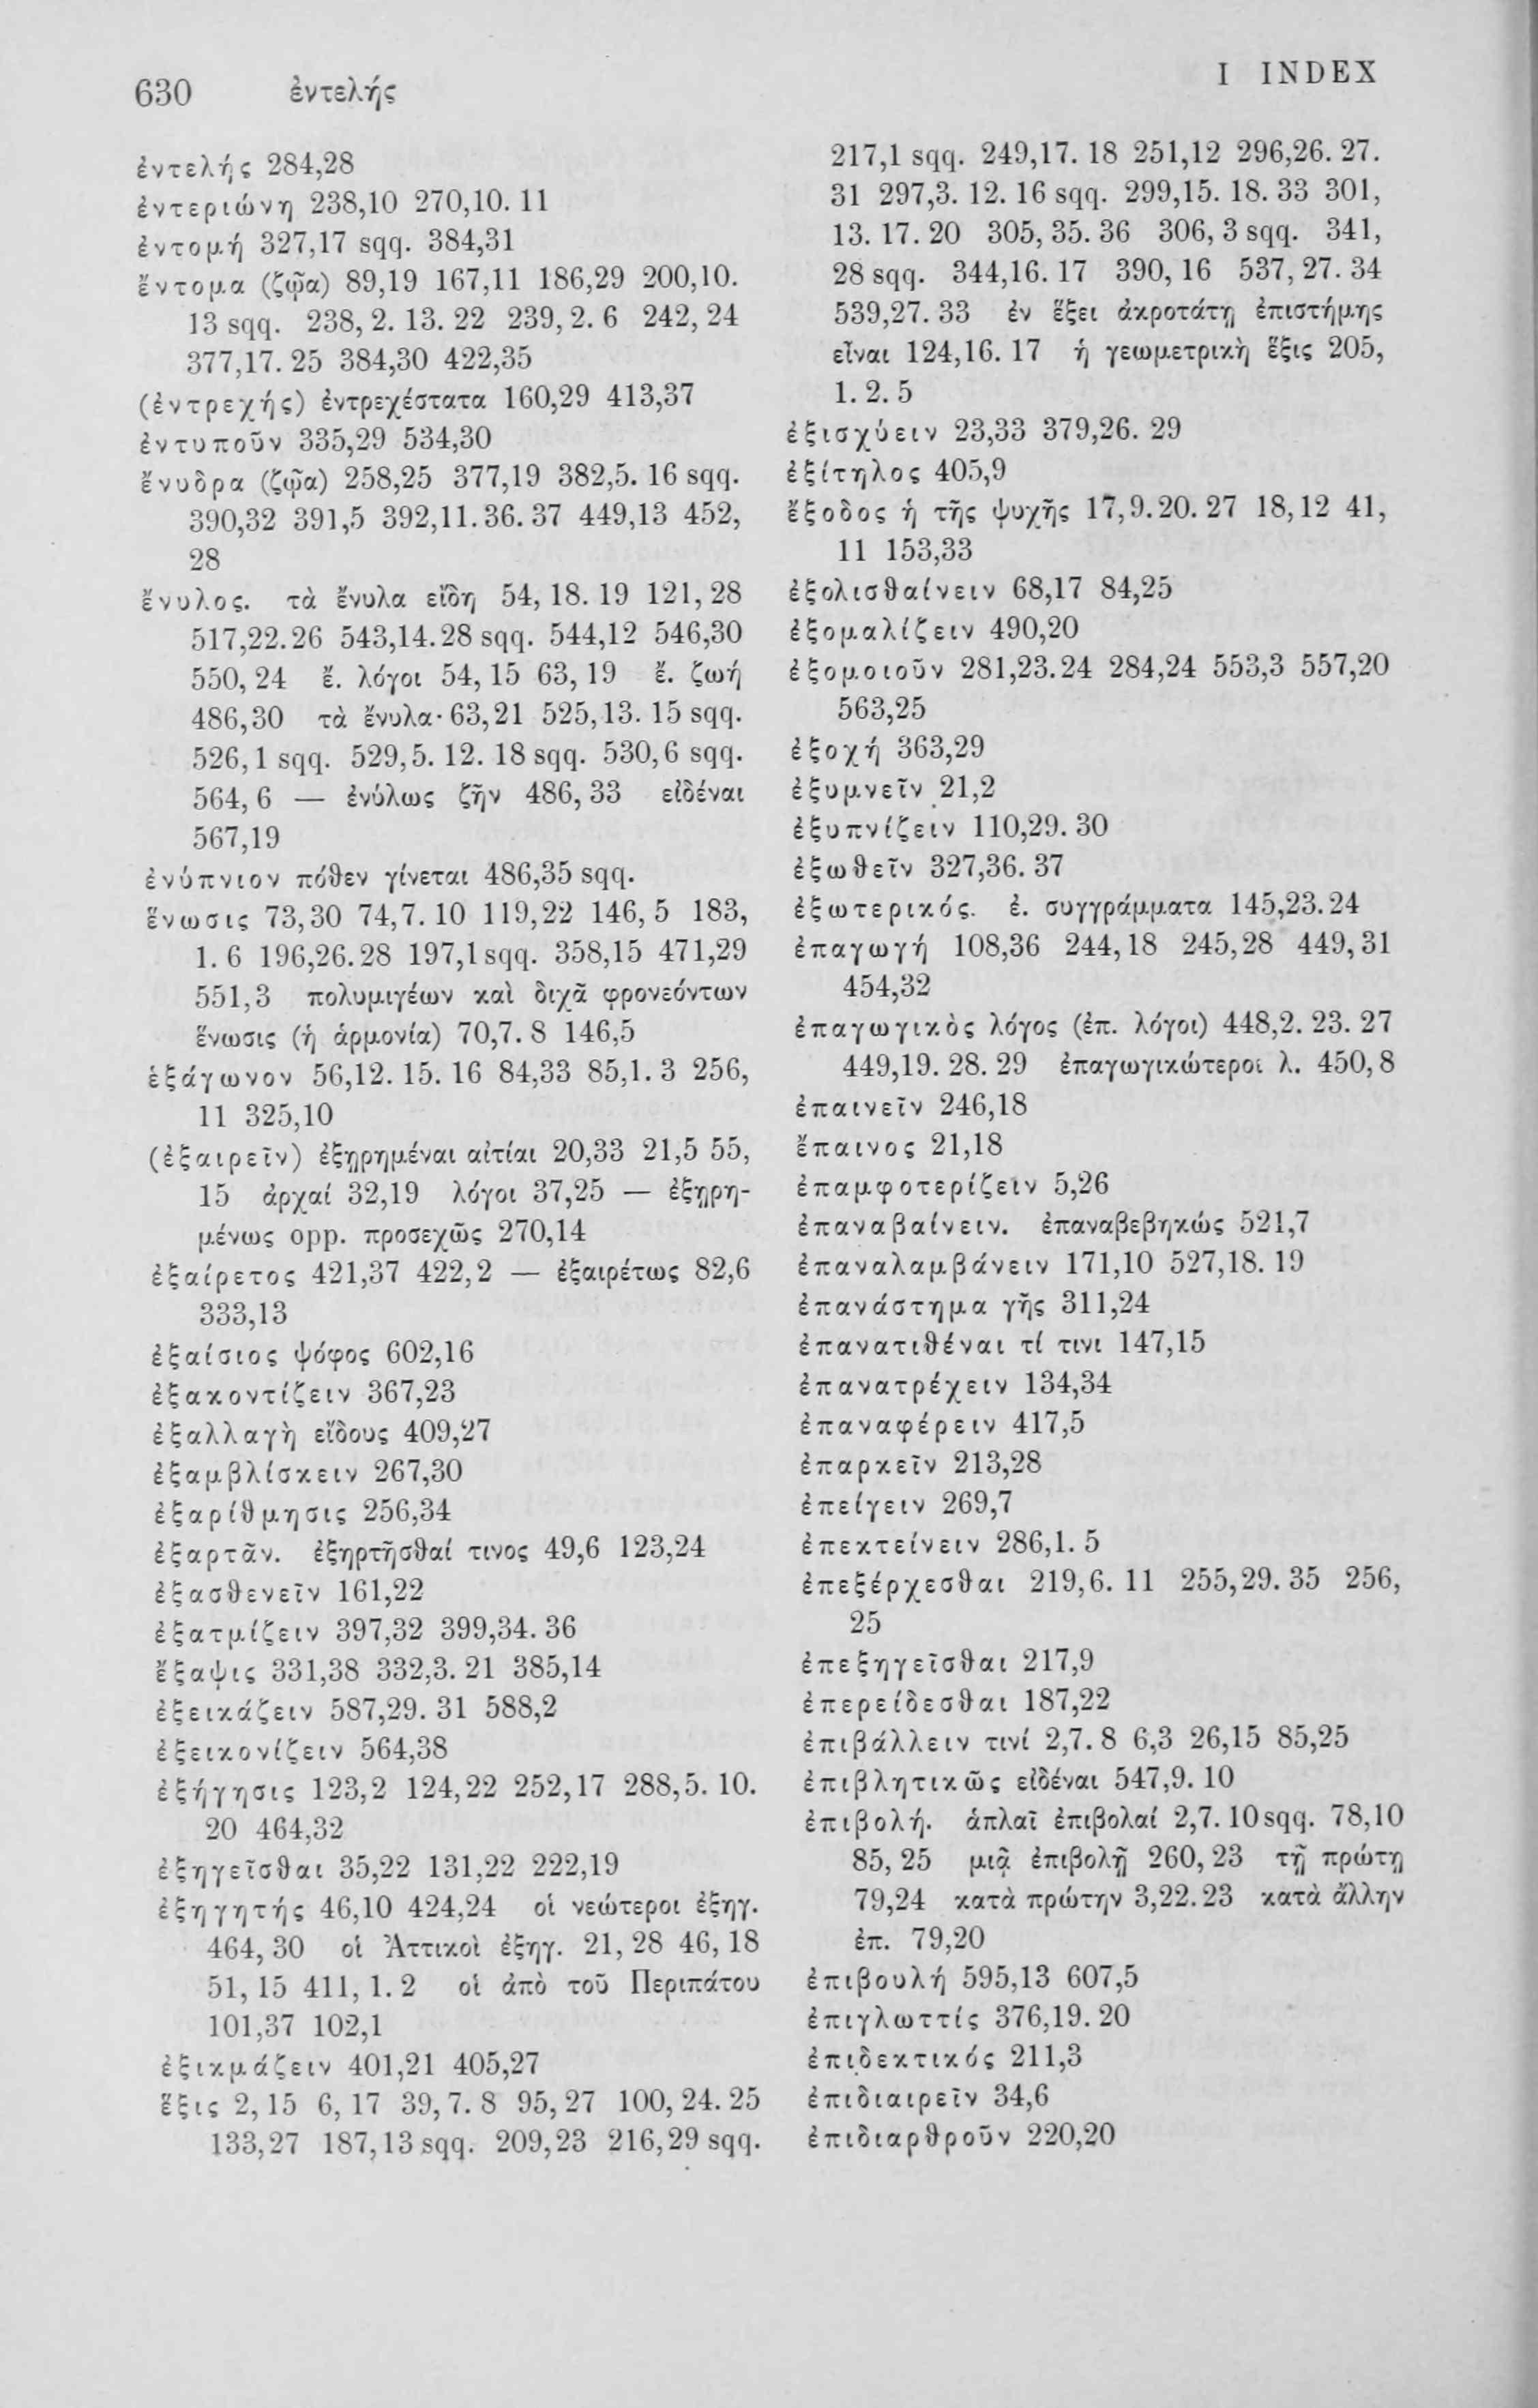 630 ἐντελής I INDEX
ἐντελής 284,28
ἐντεριώνη 238,10 270,10. 11
ἐντομή 327,17 sqq. 384,31
ἔντομα (ζῷα) 89,19 167,11 186,29 200,10.
13 sqq. 238, 2. 13. 22 239, 2. 6 242, 24
377,17. 25 384,30 422,35
(ἐντρεχής) ἐντρεχέστατα 160,29 413,37
ἐντυποῦν 335,29 534,30
ἔνυδρα (ζῷα) 258,25 377,19 382,5. 16 sqq.
390,32 391,5 392,11. 36. 37 449,13 452,
28
ἔνυλος. τὰ ἔνυλα εἴδη 54, 18. 19 121, 28
517,22. 26 543,14. 28 sqq. 544,12 546,30
550, 24 ἔ. λόγοι 54, 15 63, 19 ἔ. ζωή
486,30 τὰ ἔνυλα· 63,21 525,13. 15 sqq.
526,1 sqq. 529,5. 12. 18 sqq. 530,6 sqq.
564, 6 — ἐνύλως ζῆν 486, 33 εἰδέναι
567,19
ἐνύπνιον πόθεν γίνεται 486,35 sqq.
ἕνωσις 73,30 74,7. 10 119,22 146, 5 183,
1. 6 196,26. 28 197,1 sqq. 358,15 471,29
551,3 πολυμιγέων καὶ διχᾶ φρονεόντων
ἕνωσις (ἡ ἁρμονία) 70,7. 8 146,5
ἑξάγωνον 56,12. 15. 16 84,33 85,1. 3 256,
11 325,10
(ἐξαιρεῖν) ἐξῃρημέναι αἰτίαι 20,33 21,5 55,
15 ἀρχαί 32,19 λόγοι 37,25 — ἐξῃρη-
μένως opp. προσεχῶς 270,14
ἐξαίρετος 421,37 422,2 — ἐξαιρέτως 82,6
333,13
ἐξαίσιος ψόφος 602,16
ἐξακοντίζειν 367,23
ἐξαλλαγὴ εἴδους 409,27
ἐξαμβλίσκειν 267,30
ἐξαρίθμησις 256,34
ἐξαρτᾶν. ἐξηρτῆσθαί τινος 49,6 123,24
ἐξασθενεῖν 161,22
ἐξατμίζειν 397,32 399,34. 36
ἔξαψις 331,38 332,3. 21 385,14
ἐξεικάζειν 587,29. 31 588,2
ἐξεικονίζειν 564,38
ἐξήγησις 123,2 124,22 252,17 288,5. 10.
20 464,32
ἐξηγεῖσθαι 35,22 131,22 222,19
ἐξηγητής 46,10 424,24 οἱ νεώτεροι ἐξηγ.
464, 30 οἱ Ἀττικοὶ ἐξηγ. 21, 28 46, 18
51, 15 411, 1. 2 οἱ ἀπὸ τοῦ Περιπάτου
101,37 102,1
ἐξικμάζειν 401,21 405,27
ἕξις 2, 15 6, 17 39, 7. 8 95, 27 100, 24. 25
133,27 187,13 sqq. 209,23 216,29 sqq.
217,1 sqq. 249,17. 18 251,12 296,26. 27.
31 297,3. 12. 16 sqq. 299,15. 18. 33 301,
13. 17. 20 305, 35. 36 306, 3 sqq. 341,
28 sqq. 344,16. 17 390, 16 537, 27. 34
539,27. 33 ἐν ἕξει ἀκροτάτῃ ἐπιστήμης
εἶναι 124,16. 17 ἡ γεωμετρικὴ ἕξις 205,
1. 2. 5
ἐξισχύειν 23,33 379,26. 29
ἐξίτηλος 405,9
ἔξοδος ἡ τῆς ψυχῆς 17,9. 20. 27 18,12 41,
11 153,33
ἐξολισθαίνειν 68,17 84,25
ἐξομαλίζειν 490,20
ἐξομοιοῦν 281,23. 24 284,24 553,3 557,20
563,25
ἐξοχή 363,29
ἐξυμνεῖν 21,2
ἐξυπνίζειν 110,29. 30
ἐξωθεῖν 327,36. 37
ἐξωτερικός. ἐ. συγγράμματα 145,23. 24
ἐπαγωγή 108,36 244,18 245,28 449,31
454,32
ἐπαγωγικὸς λόγος (ἐπ. λόγοι) 448,2. 23. 27
449,19. 28. 29 ἐπαγωγικώτεροι λ. 450,8
ἐπαινεῖν 246,18
ἔπαινος 21,18
ἐπαμφοτερίζειν 5,26
ἐπαναβαίνειν. ἐπαναβεβηκώς 521,7
ἐπαναλαμβάνειν 171,10 527,18. 19
ἐπανάστημα γῆς 311,24
ἐπανατιθέναι τί τινι 147,15
ἐπανατρέχειν 134,34
ἐπαναφέρειν 417,5
ἐπαρκεῖν 213,28
ἐπείγειν 269,7
ἐπεκτείνειν 286,1. 5
ἐπεξέρχεσθαι 219,6. 11 255,29. 35 256,
25
ἐπεξηγεῖσθαι 217,9
ἐπερείδεσθαι 187,22
ἐπιβάλλειν τινί 2,7. 8 6,3 26,15 85,25
ἐπιβλητικῶς εἰδέναι 547,9. 10
ἐπιβολή. ἁπλαῖ ἐπιβολαί 2,7. 10 sqq. 78,10
85, 25 μιᾷ ἐπιβολῇ 260, 23 τῇ πρώτῃ
79,24 κατὰ πρώτην 3,22. 23 κατὰ ἄλλην
ἐπ. 79,20
ἐπιβουλή 595,13 607,5
ἐπιγλωττίς 376,19. 20
ἐπιδεκτικός 211,3
ἐπιδιαιρεῖν 34,6
ἐπιδιαρθροῦν 220,20